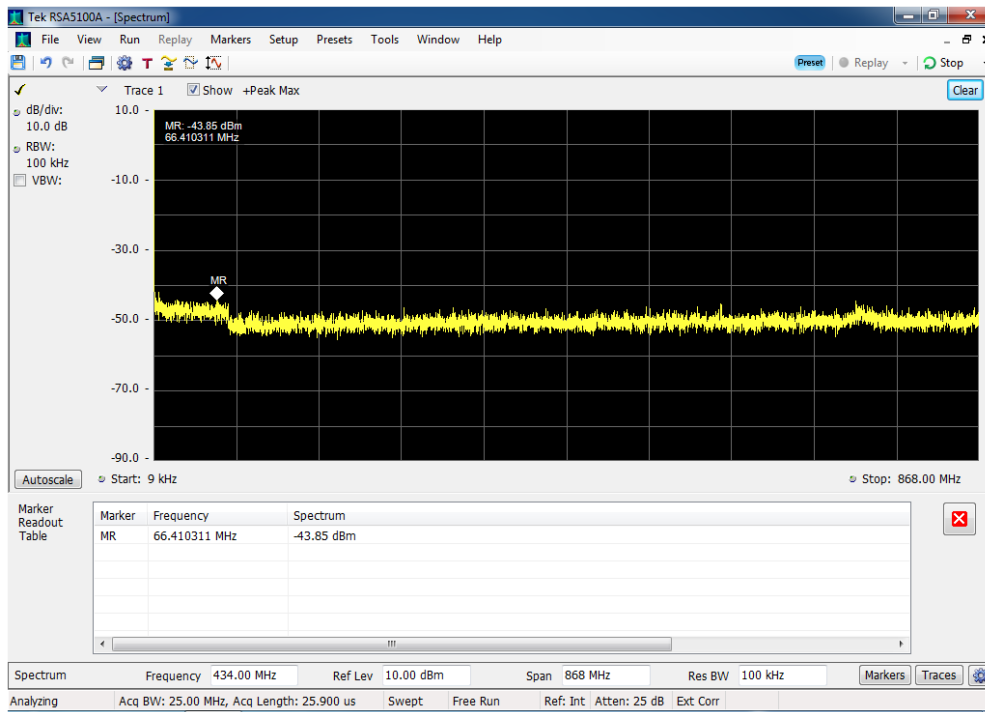 Tek RSA5100A - [Spectrum]
File View Run Replay Markers Setup Presets Tools Window Help
T Preset Replay Stop
Trace 1 Show +Peak Max Clear
dB/div:
10.0 dB
RBW:
100 kHz
VBW:
10.0 -
-10.0 -
-30.0 -
-50.0 -
-70.0 -
-90.0 -
MR: -43.85 dBm
66.410311 MHz
MR
Autoscale Start: 9 kHz Stop: 868.00 MHz
Marker
Readout
Table
Marker Frequency Spectrum
MR 66.410311 MHz -43.85 dBm
Spectrum Frequency 434.00 MHz Ref Lev 10.00 dBm Span 868 MHz Res BW 100 kHz Markers Traces
Analyzing Acq BW: 25.00 MHz, Acq Length: 25.900 us Swept Free Run Ref: Int Atten: 25 dB Ext Corr